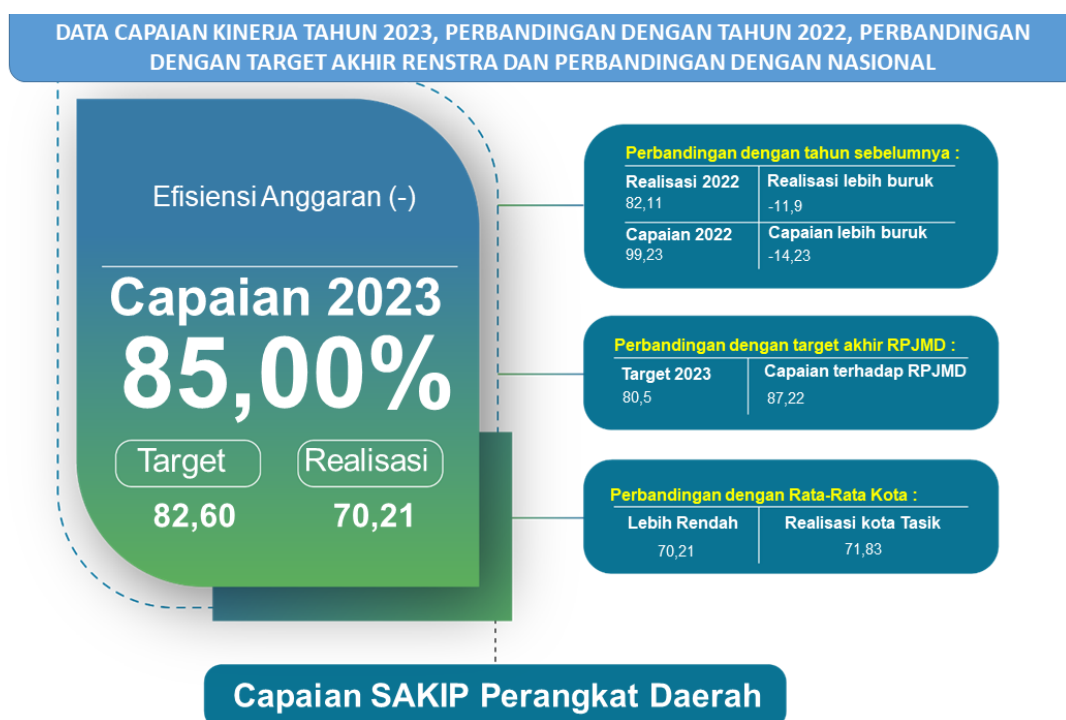 DATA CAPAIAN KINERJA TAHUN 2023, PERBANDINGAN DENGAN TAHUN 2022, PERBANDINGAN
DENGAN TARGET AKHIR RENSTRA DAN PERBANDINGAN DENGAN NASIONAL
Efisiensi Anggaran (-)
Capaian 2023
85,00%
Target Realisasi
82,60 70,21
Perbandingan dengan tahun sebelumnya :
Realisasi 2022 Realisasi lebih buruk
82,11 -11,9
Capaian 2022 Capaian lebih buruk
99,23 -14,23
Perbandingan dengan target akhir RPJMD :
Target 2023 Capaian terhadap RPJMD
80,5 87,22
Perbandingan dengan Rata-Rata Kota :
Lebih Rendah Realisasi kota Tasik
70,21 71,83
Capaian SAKIP Perangkat Daerah